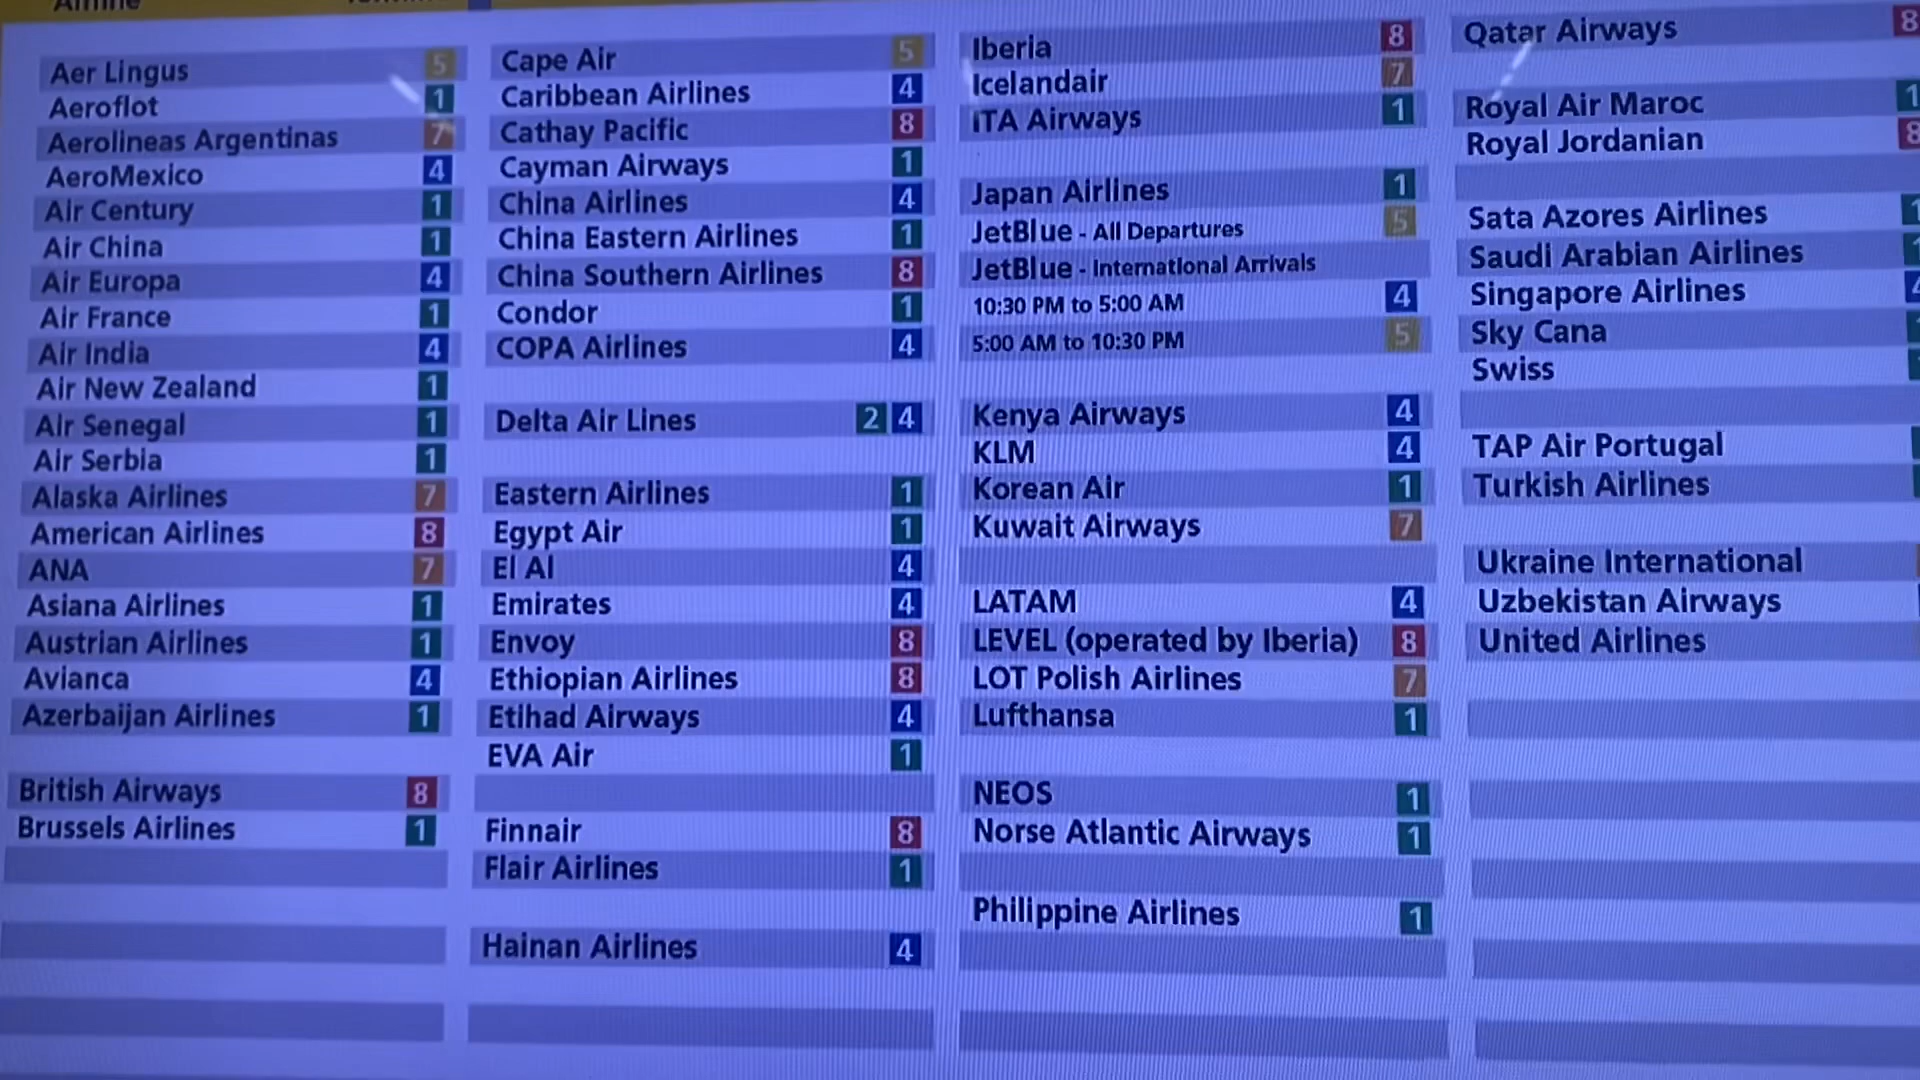 Airline
Aer Lingus 5
Aeroflot 1
Aerolineas Argentinas 7
AeroMexico 4
Air Century 1
Air China 1
Air Europa 4
Air France 1
Air India 4
Air New Zealand 1
Air Senegal 1
Air Serbia 1
Alaska Airlines 7
American Airlines 8
ANA 7
Asiana Airlines 1
Austrian Airlines 1
Avianca 4
Azerbaijan Airlines 1
British Airways 8
Brussels Airlines 1
Cape Air 5
Caribbean Airlines 4
Cathay Pacific 8
Cayman Airways 1
China Airlines 4
China Eastern Airlines 1
China Southern Airlines 8
Condor 1
COPA Airlines 4
Delta Air Lines 2 4
Eastern Airlines 1
Egypt Air 1
El Al 4
Emirates 4
Envoy 8
Ethiopian Airlines 8
Etihad Airways 4
EVA Air 1
Finnair 8
Flair Airlines 1
Hainan Airlines 4
Iberia 8
Icelandair 7
ITA Airways 1
Japan Airlines 1
JetBlue - All Departures 5
JetBlue - International Arrivals
10:30 PM to 5:00 AM 4
5:00 AM to 10:30 PM 5
Kenya Airways 4
KLM 4
Korean Air 1
Kuwait Airways 7
LATAM 4
LEVEL (operated by Iberia) 8
LOT Polish Airlines 7
Lufthansa 1
NEOS 1
Norse Atlantic Airways 1
Philippine Airlines 1
Qatar Airways 8
Royal Air Maroc 1
Royal Jordanian 8
Sata Azores Airlines 1
Saudi Arabian Airlines 1
Singapore Airlines 4
Sky Cana
Swiss
TAP Air Portugal
Turkish Airlines
Ukraine International
Uzbekistan Airways
United Airlines